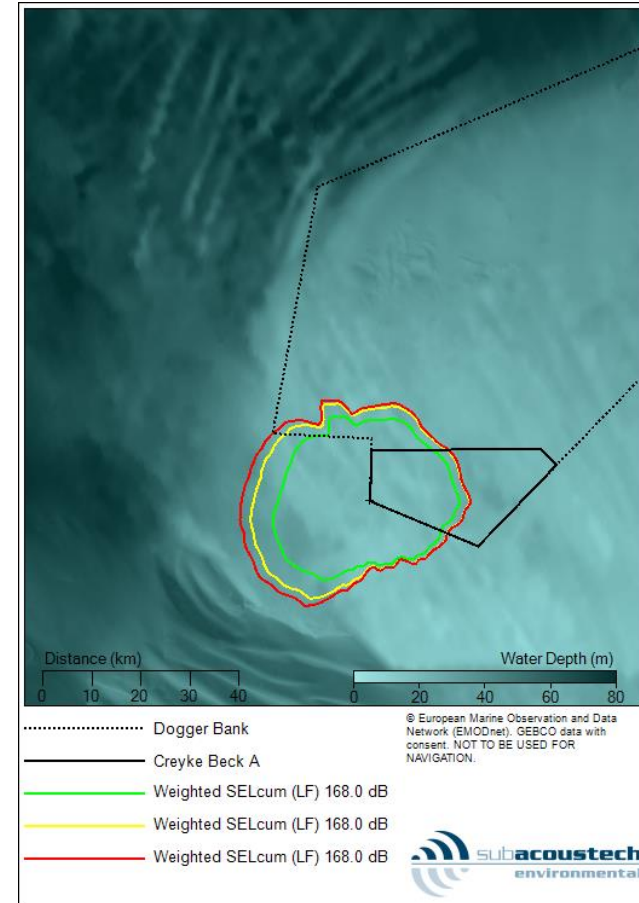 Distance (km)
0 10 20 30 40
Water Depth (m)
0 20 40 60 80
Dogger Bank
Creyke Beck A
Weighted SELcum (LF) 168.0 dB
Weighted SELcum (LF) 168.0 dB
Weighted SELcum (LF) 168.0 dB
© European Marine Observation and Data
Network (EMODnet). GEBCO data with
consent. NOT TO BE USED FOR
NAVIGATION.
subacoustech
environmental